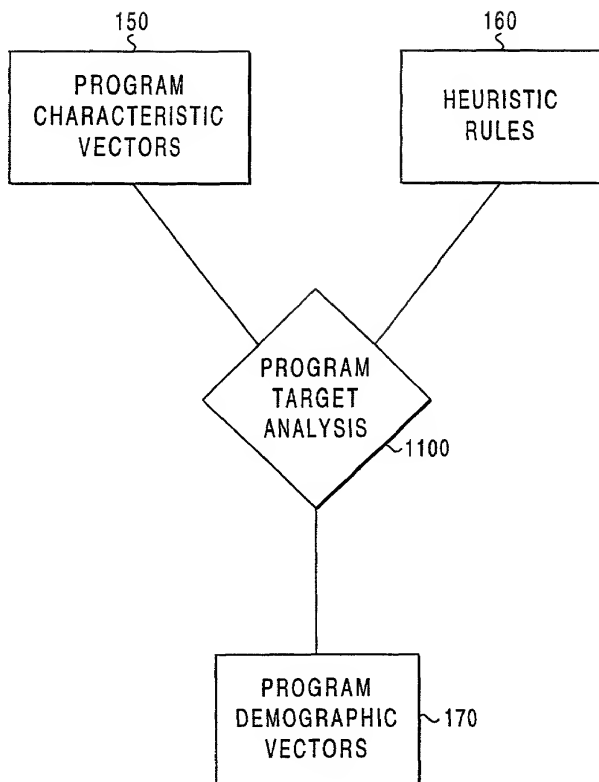 150
PROGRAM
CHARACTERISTIC
VECTORS
160
HEURISTIC
RULES
PROGRAM
TARGET
ANALYSIS
1100
PROGRAM
DEMOGRAPHIC
VECTORS
170